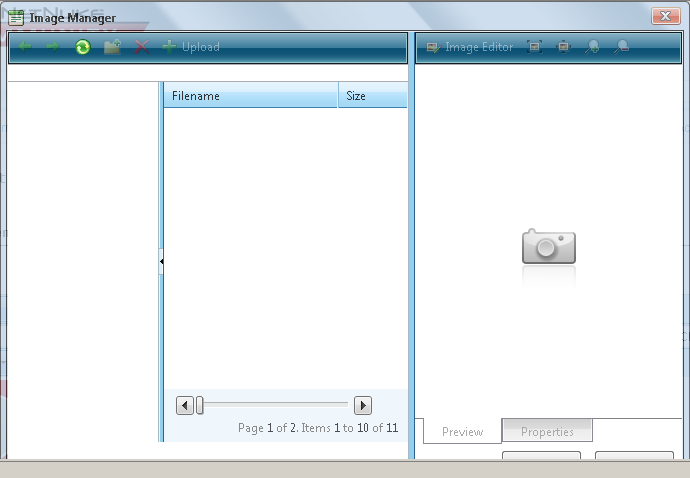 Image Manager
Upload
Image Editor
Filename
Size
Page 1 of 2. Items 1 to 10 of 11
Preview
Properties